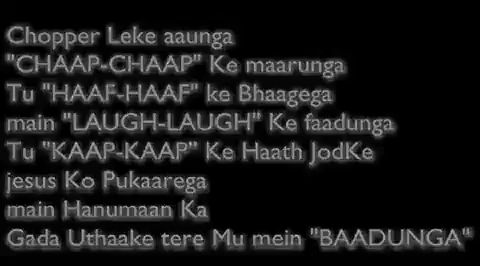 Chopper Leke aaunga
"CHAAP-CHAAP" Ke maarunga
Tu "HAAF-HAAF" ke Bhaagega
main "LAUGH-LAUGH" Ke faadunga
Tu "KAAP-KAAP" Ke Haath JodKe
jesus Ko Pukaarega
main Hanumaan Ka
Gada Uthaake tere Mu mein "BAADUNGA"